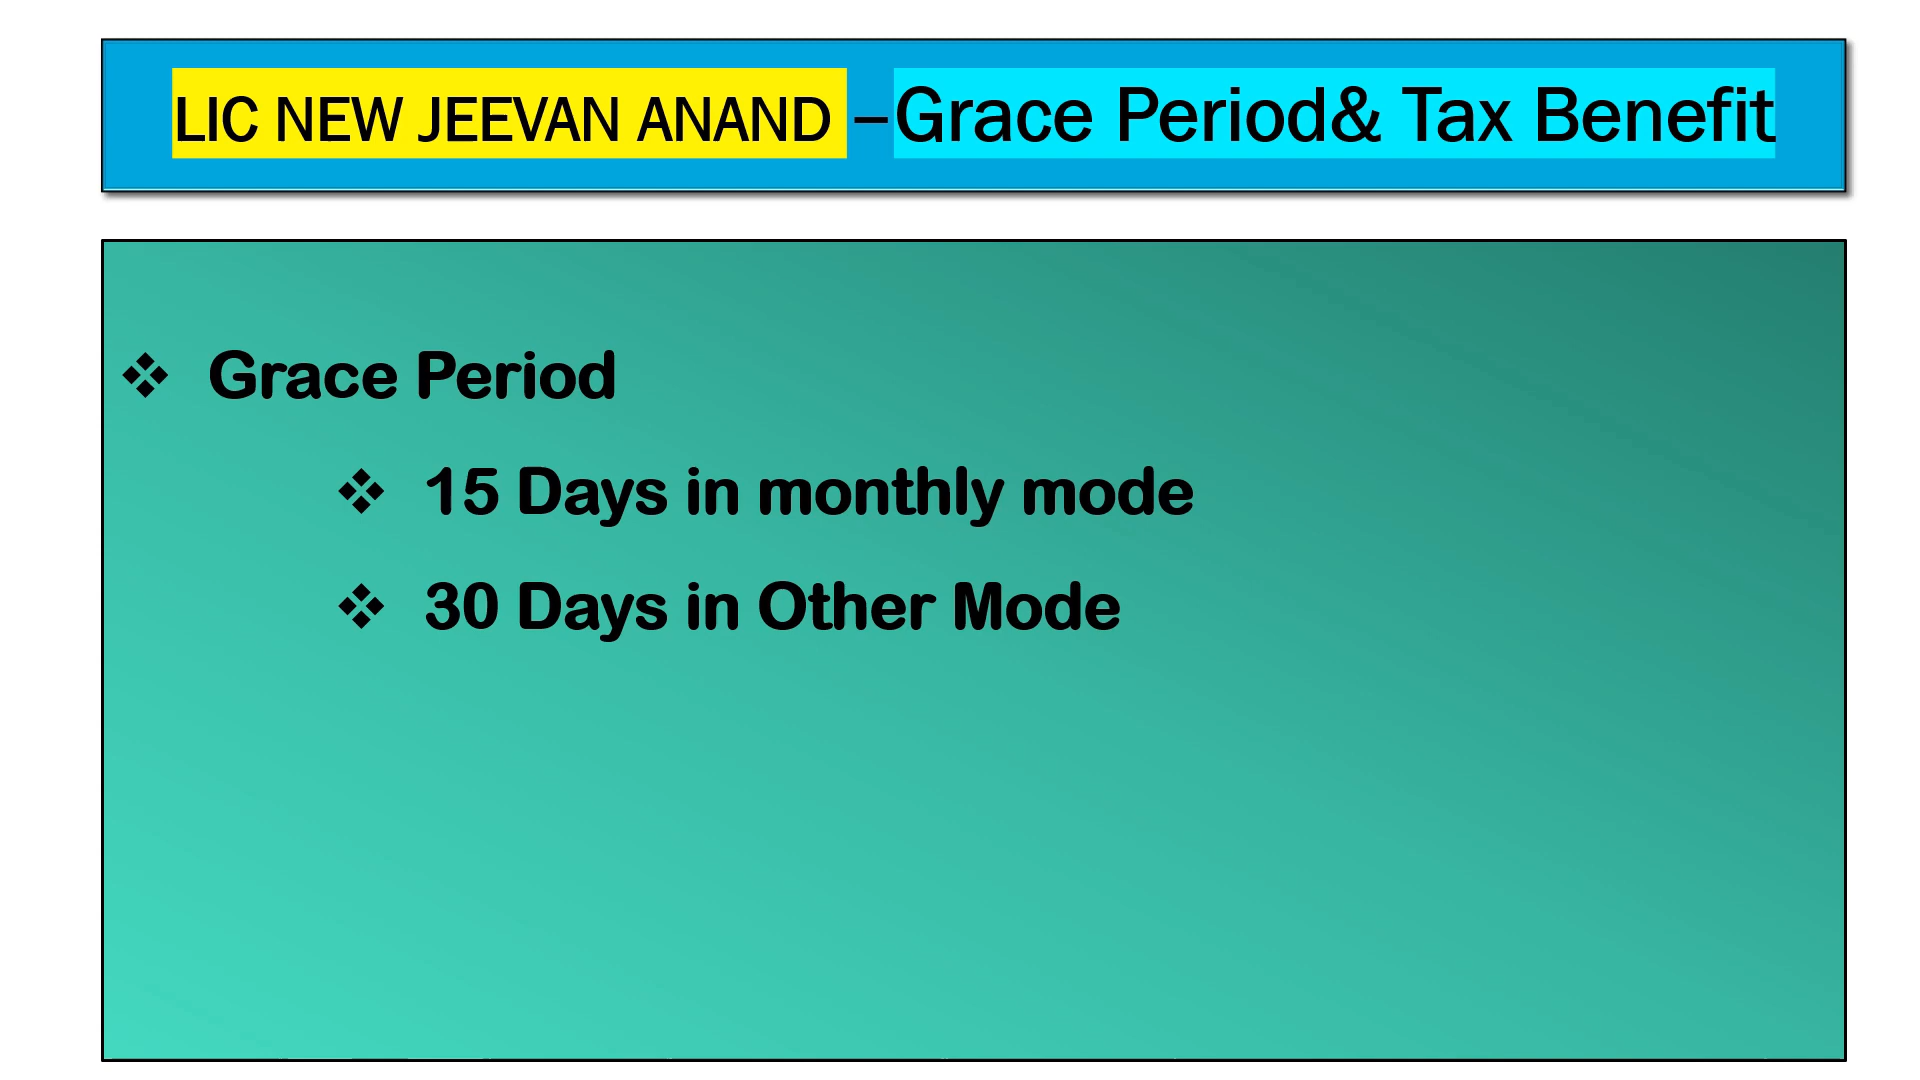 LIC NEW JEEVAN ANAND –Grace Period& Tax Benefit
❖ Grace Period
❖ 15 Days in monthly mode
❖ 30 Days in Other Mode